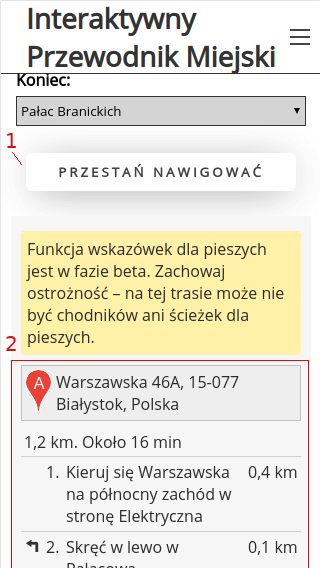 Interaktywny
Przewodnik Miejski
Koniec:
Pałac Branickich
1
PRZESTAŃ NAWIGOWAĆ
Funkcja wskazówek dla pieszych
jest w fazie beta. Zachowaj
ostrożność – na tej trasie może nie
być chodników ani ścieżek dla
pieszych.
2
A Warszawska 46A, 15-077
Białystok, Polska
1,2 km. Około 16 min
1. Kieruj się Warszawska 0,4 km
na północny zachód w
stronę Elektryczna
2. Skręć w lewo w 0,1 km
Pałacowa